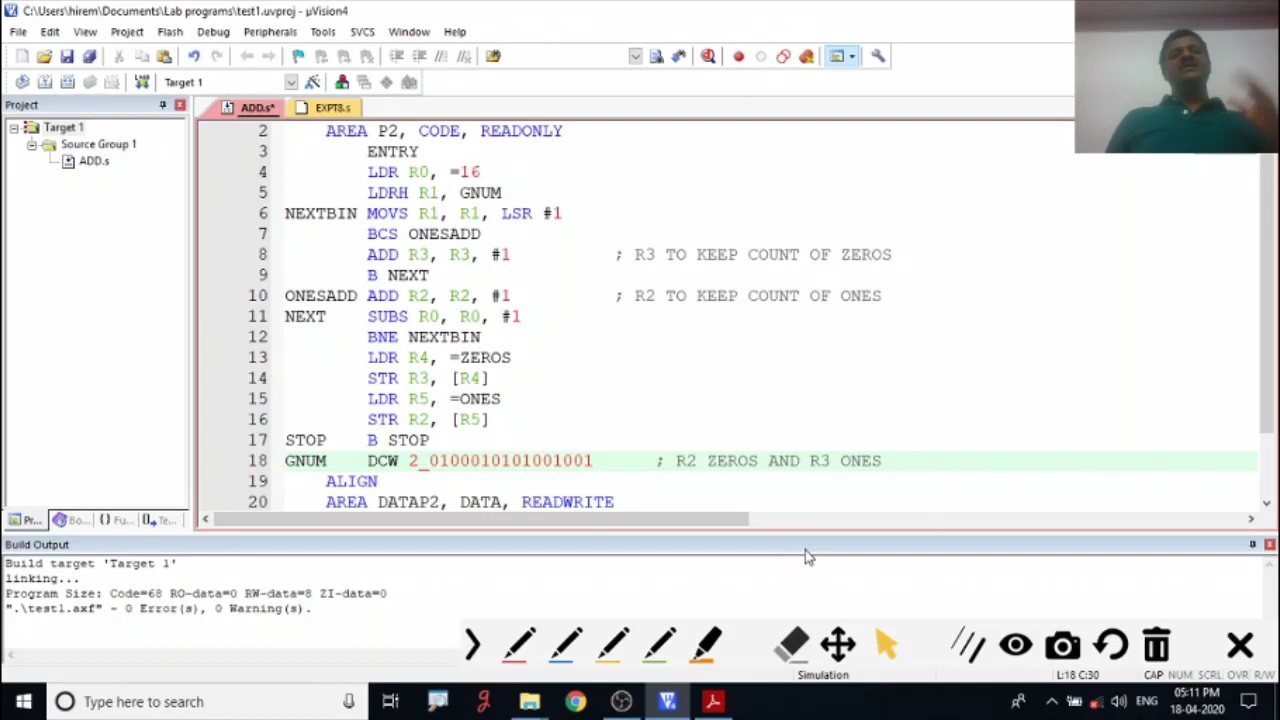 C:\Users\hirem\Documents\Lab programs\test1.uvproj - µVision4
File Edit View Project Flash Debug Peripherals Tools SVCS Window Help
Target 1
Project
ADD.s* EXPT8.s
Target 1
Source Group 1
ADD.s
2 AREA P2, CODE, READONLY
3 ENTRY
4 LDR R0, =16
5 LDRH R1, GNUM
6 NEXTBIN MOVS R1, R1, LSR #1
7 BCS ONESADD
8 ADD R3, R3, #1 ; R3 TO KEEP COUNT OF ZEROS
9 B NEXT
10 ONESADD ADD R2, R2, #1 ; R2 TO KEEP COUNT OF ONES
11 NEXT SUBS R0, R0, #1
12 BNE NEXTBIN
13 LDR R4, =ZEROS
14 STR R3, [R4]
15 LDR R5, =ONES
16 STR R2, [R5]
17 STOP B STOP
18 GNUM DCW 2_0100010101001001 ; R2 ZEROS AND R3 ONES
19 ALIGN
20 AREA DATAP2, DATA, READWRITE
Pr... Bo... {} Fu... Te...
Build Output
Build target 'Target 1'
linking...
Program Size: Code=68 RO-data=0 RW-data=8 ZI-data=0
".\test1.axf" - 0 Error(s), 0 Warning(s).
Simulation L:18 C:30 CAP NUM SCRL OVR R/W
Type here to search
ENG
05:11 PM
18-04-2020